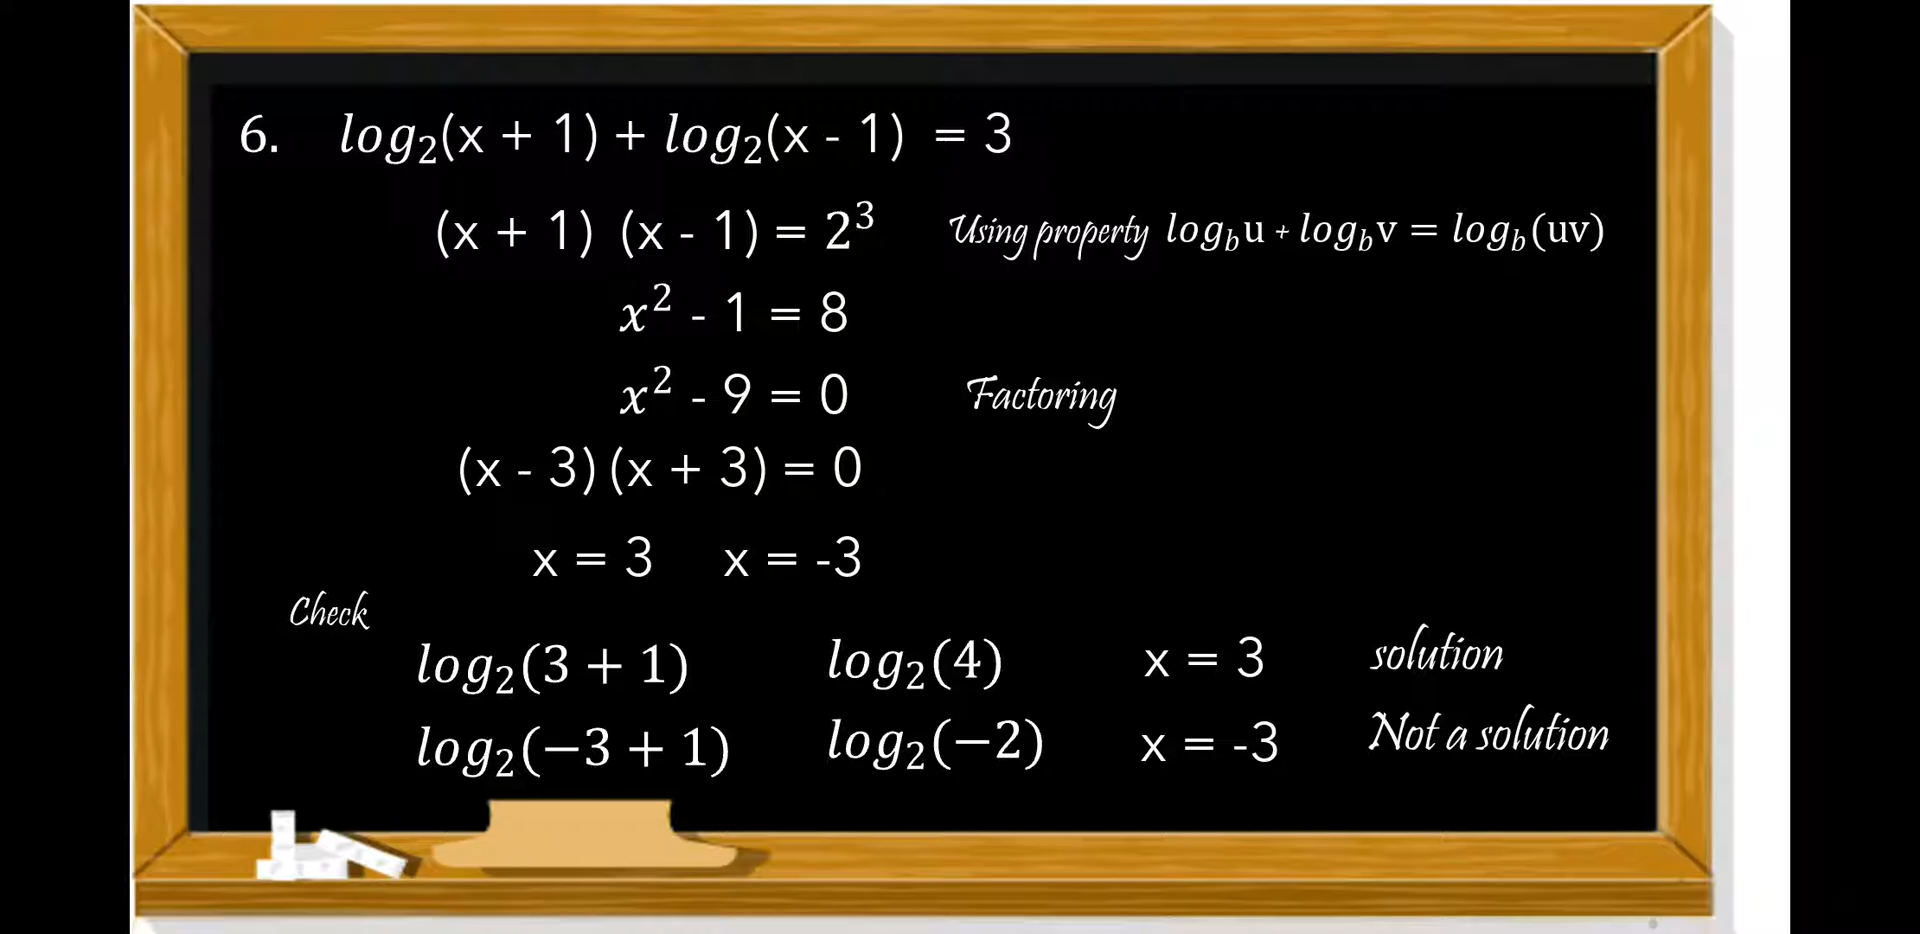 6. log₂(x + 1) + log₂(x - 1) = 3
(x + 1) (x - 1) = 2³ Using property log_b u + log_b v = log_b(uv)
x² - 1 = 8
x² - 9 = 0 Factoring
(x - 3)(x + 3) = 0
x = 3 x = -3
Check
log₂(3 + 1) log₂(4) x = 3 solution
log₂(−3 + 1) log₂(−2) x = -3 Not a solution